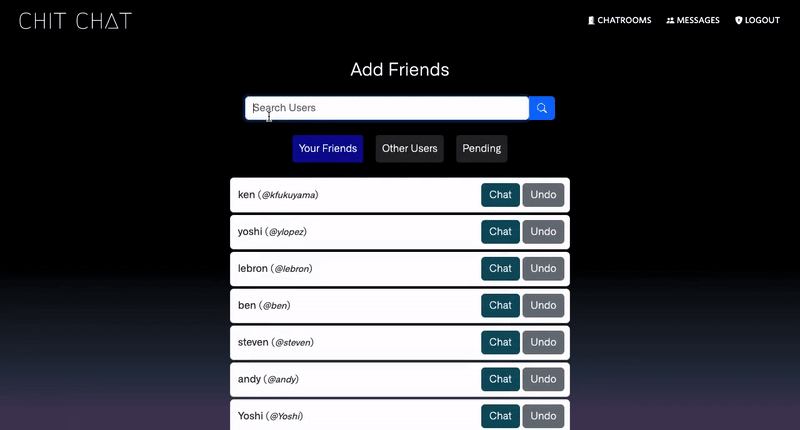 CHIT CHAT
CHATROOMS MESSAGES LOGOUT
Add Friends
Search Users
Your Friends Other Users Pending
ken (@kfukuyama) Chat Undo
yoshi (@ylopez) Chat Undo
lebron (@lebron) Chat Undo
ben (@ben) Chat Undo
steven (@steven) Chat Undo
andy (@andy) Chat Undo
Yoshi (@Yoshi) Chat Undo